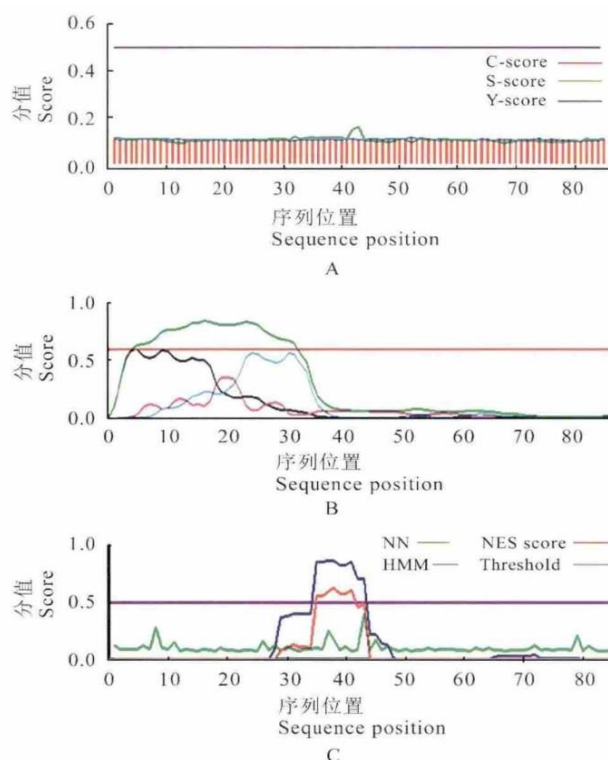 0.6
C-score
0.4
S-score
分值
Score
Y-score
0.2
0.0
0 10 20 30 40 50 60 70 80
序列位置
Sequence position
A
1.0
分值
Score
0.5
0.0
0 10 20 30 40 50 60 70 80
序列位置
Sequence position
B
1.0
NN NES score
HMM Threshold
分值
Score
0.5
0.0
0 10 20 30 40 50 60 70 80
序列位置
Sequence position
C